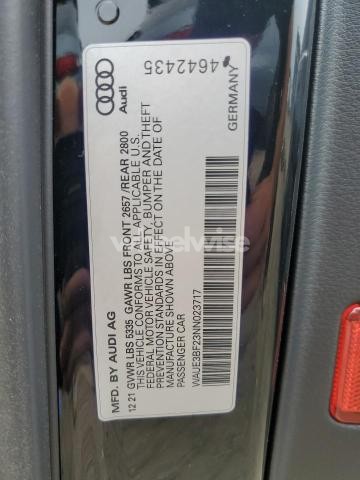 MFD. BY AUDI AG
12 21 GVWR LBS 5335 GAWR LBS FRONT 2657/REAR 2800
THIS VEHICLE CONFORMS TO ALL APPLICABLE U.S.
FEDERAL MOTOR VEHICLE SAFETY, BUMPER AND THEFT
PREVENTION STANDARDS IN EFFECT ON THE DATE OF
MANUFACTURE SHOWN ABOVE.
PASSENGER CAR
WAUE3BF23NN023717
Audi
4642435
GERMANY